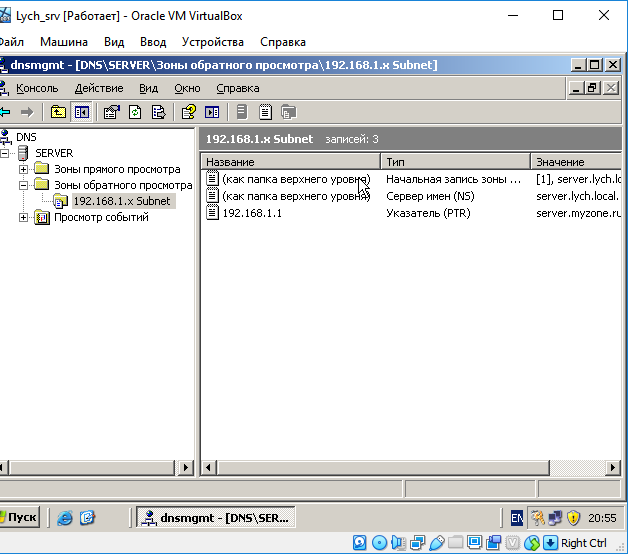 Lych_srv [Работает] - Oracle VM VirtualBox
Файл Машина Вид Ввод Устройства Справка
dnsmgmt - [DNS\SERVER\Зоны обратного просмотра\192.168.1.x Subnet]
Консоль Действие Вид Окно Справка
DNS
SERVER
Зоны прямого просмотра
Зоны обратного просмотра
192.168.1.x Subnet
Просмотр событий
192.168.1.x Subnet записей: 3
Название Тип Значение
(как папка верхнего уровня) Начальная запись зоны ... [1], server.lych.lo
(как папка верхнего уровня) Сервер имен (NS) server.lych.local.
192.168.1.1 Указатель (PTR) server.myzone.ru
Пуск dnsmgmt - [DNS\SER... EN 20:55
Right Ctrl